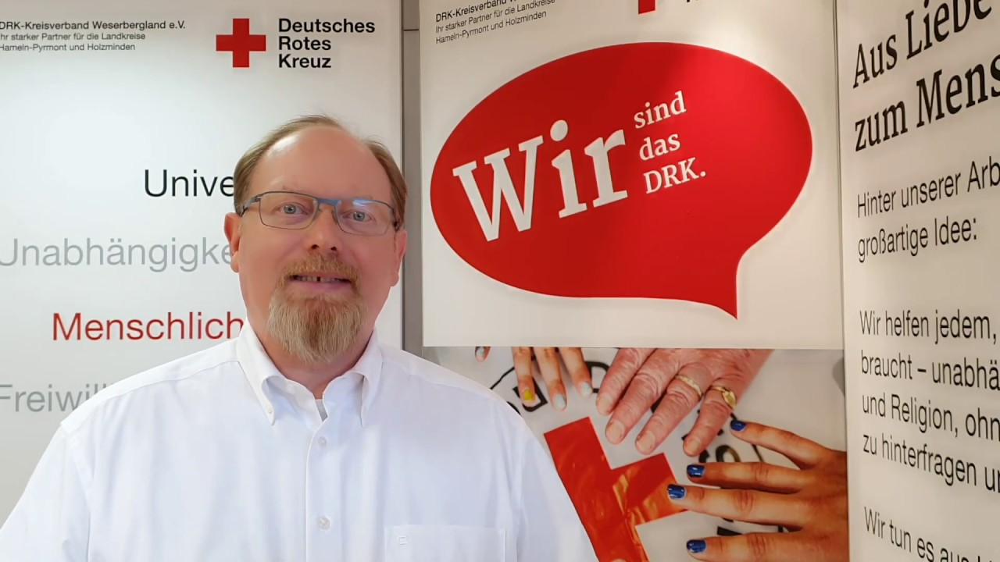 DRK-Kreisverband Weserbergland e.V.
Ihr starker Partner für die Landkreise
Hameln-Pyrmont und Holzminden
Deutsches
Rotes
Kreuz
Unive
Unabhängigke
Menschlich
Freiwill
DRK-Kreisverband
Ihr starker Partner für die Landkreise
Hameln-Pyrmont und Holzminden
Wir
sind
das
DRK.
Aus Liebe
zum Mens
Hinter unserer Arb
großartige Idee:
Wir helfen jedem,
braucht – unabhä
und Religion, ohn
zu hinterfragen u
Wir tun es aus